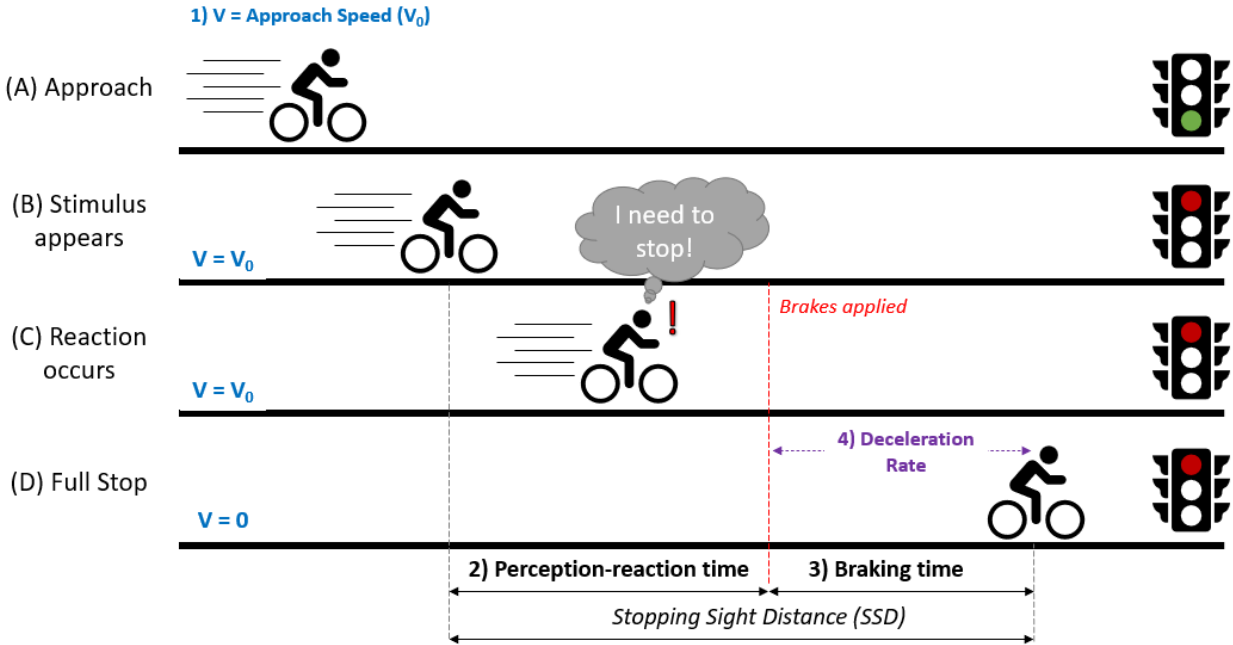 1) V = Approach Speed (V₀)
(A) Approach
(B) Stimulus
appears
V = V₀
I need to
stop!
Brakes applied
(C) Reaction
occurs
!
V = V₀
4) Deceleration
Rate
(D) Full Stop
V = 0
2) Perception-reaction time
3) Braking time
Stopping Sight Distance (SSD)